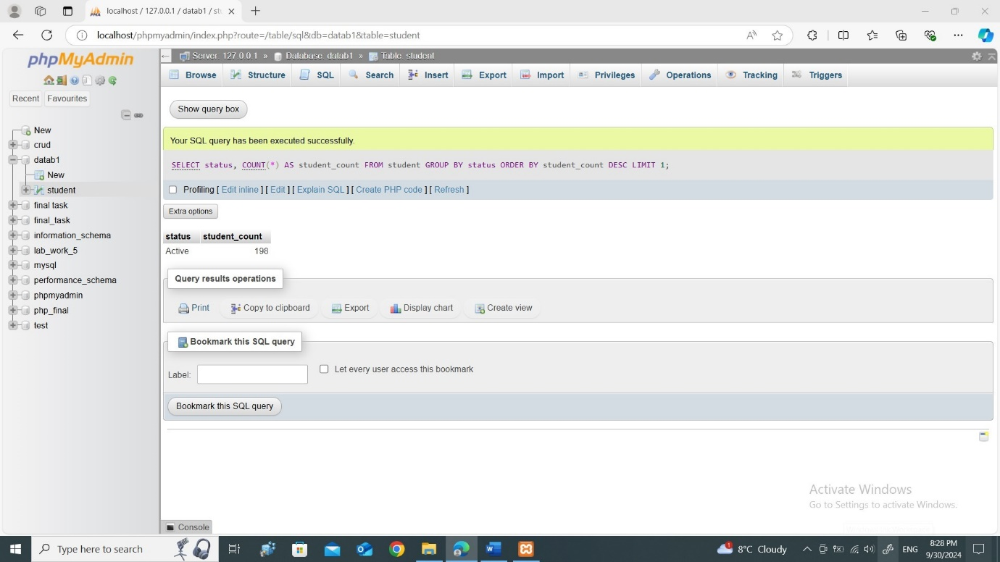 localhost / 127.0.0.1 / datab1 / stu
localhost/phpmyadmin/index.php?route=/table/sql&db=datab1&table=student
phpMyAdmin
Recent Favourites
New
crud
datab1
New
student
final task
final_task
information_schema
lab_work_5
mysql
performance_schema
phpmyadmin
php_final
test
Server: 127.0.0.1 » Database: datab1 » Table: student
Browse Structure SQL Search Insert Export Import Privileges Operations Tracking Triggers
Show query box
Your SQL query has been executed successfully.
SELECT status, COUNT(*) AS student_count FROM student GROUP BY status ORDER BY student_count DESC LIMIT 1;
Profiling [ Edit inline ] [ Edit ] [ Explain SQL ] [ Create PHP code ] [ Refresh ]
Extra options
status student_count
Active 198
Query results operations
Print Copy to clipboard Export Display chart Create view
Bookmark this SQL query
Label: Let every user access this bookmark
Bookmark this SQL query
Activate Windows
Go to Settings to activate Windows.
Console
Type here to search
1 8°C Cloudy ENG 8:28 PM
9/30/2024